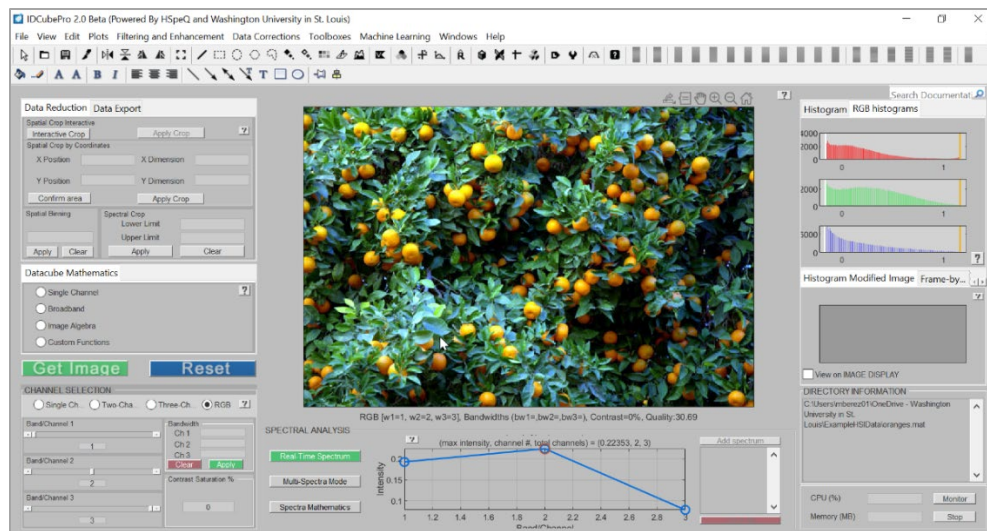 IDCubePro 2.0 Beta (Powered By HSpeQ and Washington University in St. Louis)
File View Edit Plots Filtering and Enhancement Data Corrections Toolboxes Machine Learning Windows Help
Search Documentat
Data Reduction Data Export
Spatial Crop Interactive
Interactive Crop Apply Crop ?
Spatial Crop by Coordinates
X Position X Dimension
Y Position Y Dimension
Confirm area Apply Crop
Spatial Binning Spectral Crop
Lower Limit
Upper Limit
Apply Clear Apply Clear
Datacube Mathematics
Single Channel ?
Broadband
Image Algebra
Custom Functions
Get Image Reset
CHANNEL SELECTION
Single Ch... Two-Cha... Three-Ch... RGB ?
Band/Channel 1 Bandwidth
Ch 1
1 Ch 2
Band/Channel 2 Ch 3
Clear Apply
2 Contrast Saturation %
Band/Channel 3 0
3
?
RGB [w1=1, w2=2, w3=3], Bandwidths (bw1=,bw2=,bw3=), Contrast=0%, Quality:30.69
SPECTRAL ANALYSIS
?
(max intensity, channel #, total channels) = (0.22353, 2, 3)
Add spectrum
Real Time Spectrum
Multi-Spectra Mode
Spectra Mathematics
Intensity
0.2
0.15
0.1
1 1.2 1.4 1.6 1.8 2 2.2 2.4 2.6 2.8 3
Band/Channel
Histogram RGB histograms
4000
2000
0
0 1
2000
0
0 1
5000
0
0 1
?
Histogram Modified Image Frame-by...
?
View on IMAGE DISPLAY
DIRECTORY INFORMATION
C:\Users\mberez01\OneDrive - Washington
University in St.
Louis\ExampleHSIData\oranges.mat
CPU (%) Monitor
Memory (MB) Stop